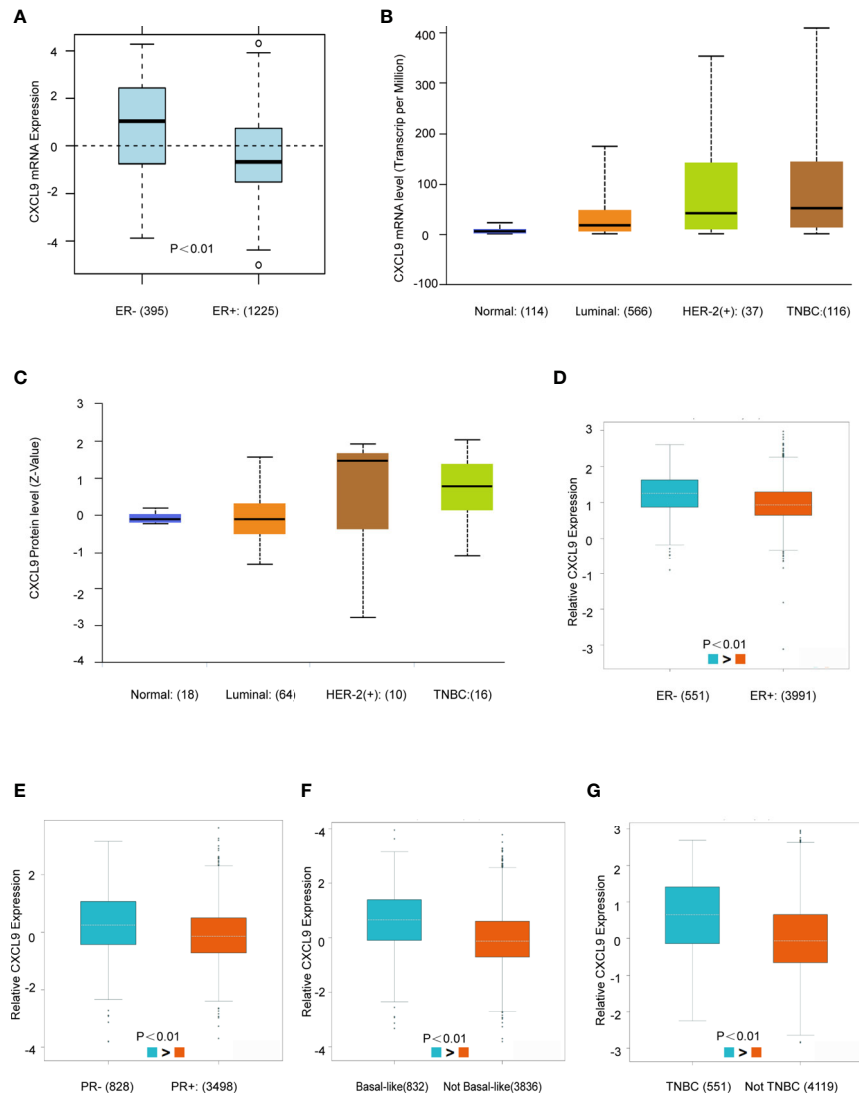 A
CXCL9 mRNA Expression
4
2
0
-2
-4
P<0.01
ER- (395)
ER+: (1225)
B
CXCL9 mRNA level (Transcrip per Million)
400
300
200
100
0
-100
Normal: (114)
Luminal: (566)
HER-2(+): (37)
TNBC:(116)
C
CXCL9 Protein level (Z-Value)
3
2
1
0
-1
-2
-3
-4
Normal: (18)
Luminal: (64)
HER-2(+): (10)
TNBC:(16)
D
Relative CXCL9 Expression
3
2
1
0
-1
-2
-3
P<0.01
>
ER- (551)
ER+: (3991)
E
Relative CXCL9 Expression
2
0
-2
-4
P<0.01
>
PR- (828)
PR+: (3498)
F
Relative CXCL9 Expression
-4
2
0
-2
-4
P<0.01
>
Basal-like(832)
Not Basal-like(3836)
G
Relative CXCL9 Expression
3
2
1
0
-1
-2
-3
P<0.01
>
TNBC (551)
Not TNBC (4119)